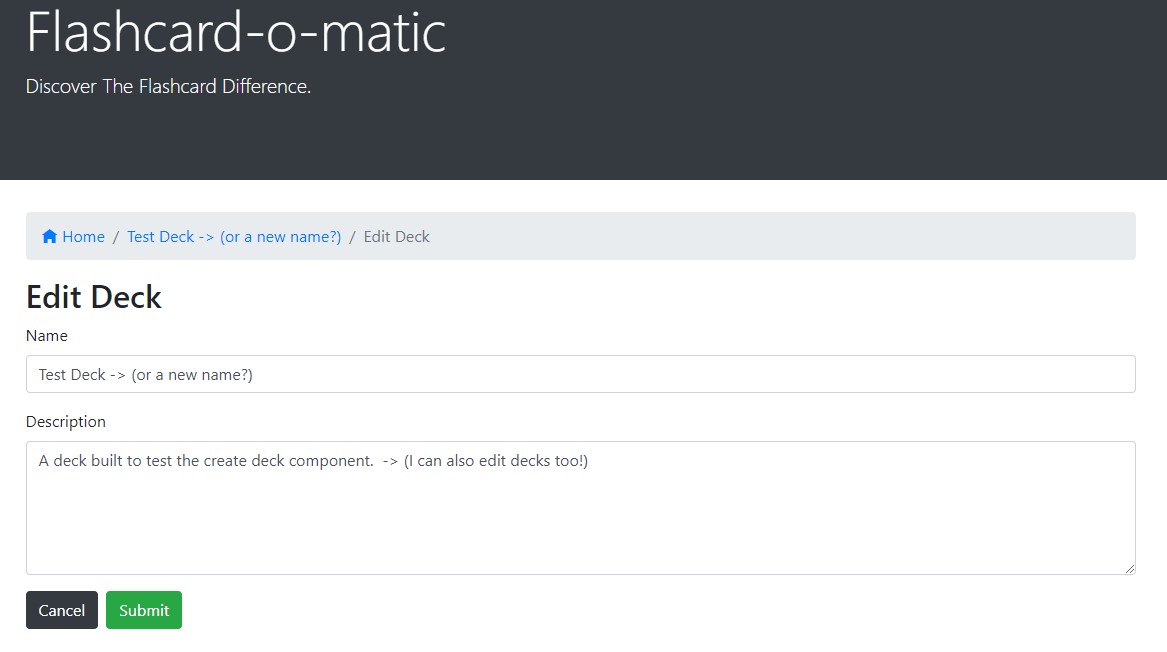 Flashcard-o-matic
Discover The Flashcard Difference.
Home / Test Deck -> (or a new name?) / Edit Deck
Edit Deck
Name
Test Deck -> (or a new name?)
Description
A deck built to test the create deck component.  -> (I can also edit decks too!)
Cancel Submit